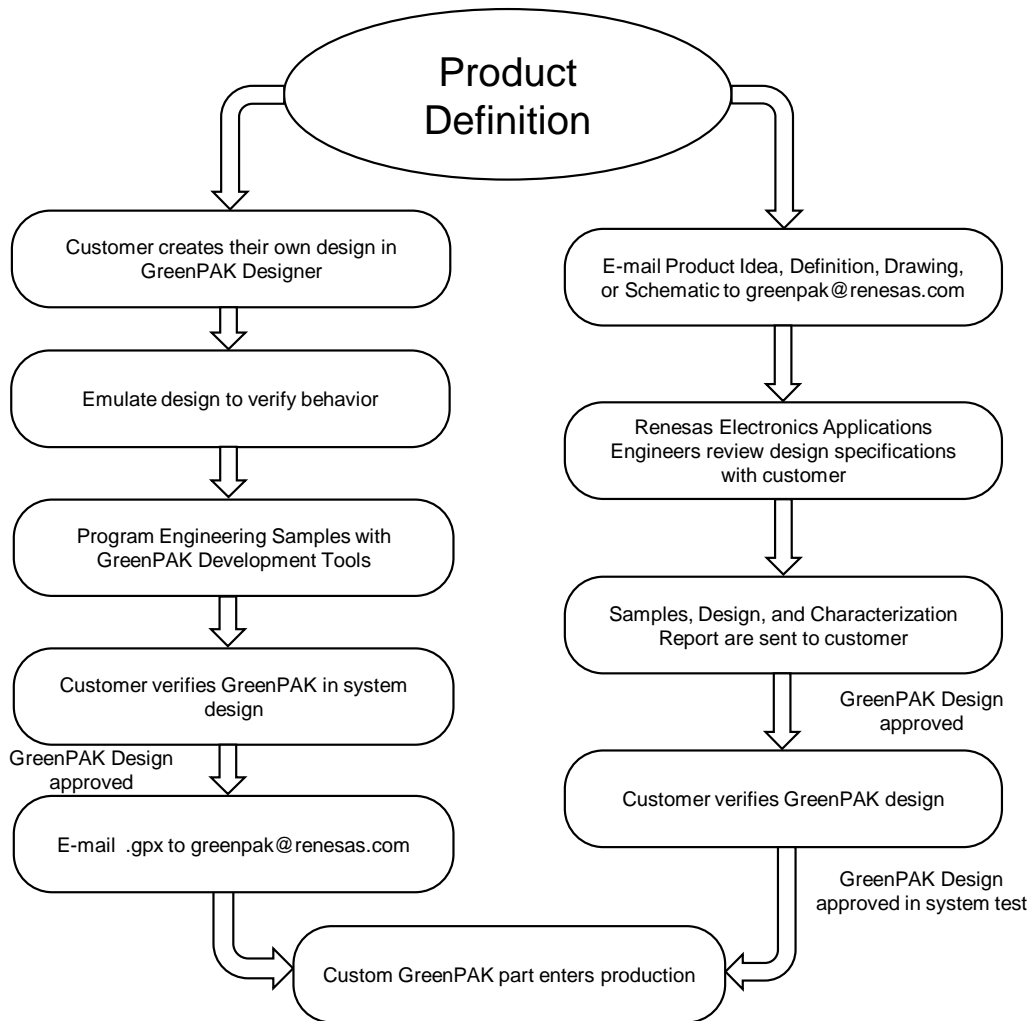 Product
Definition
Customer creates their own design in
GreenPAK Designer
Emulate design to verify behavior
Program Engineering Samples with
GreenPAK Development Tools
Customer verifies GreenPAK in system
design
GreenPAK Design
approved
E-mail  .gpx to greenpak@renesas.com
E-mail Product Idea, Definition, Drawing,
or Schematic to greenpak@renesas.com
Renesas Electronics Applications
Engineers review design specifications
with customer
Samples, Design, and Characterization
Report are sent to customer
GreenPAK Design
approved
Customer verifies GreenPAK design
GreenPAK Design
approved in system test
Custom GreenPAK part enters production